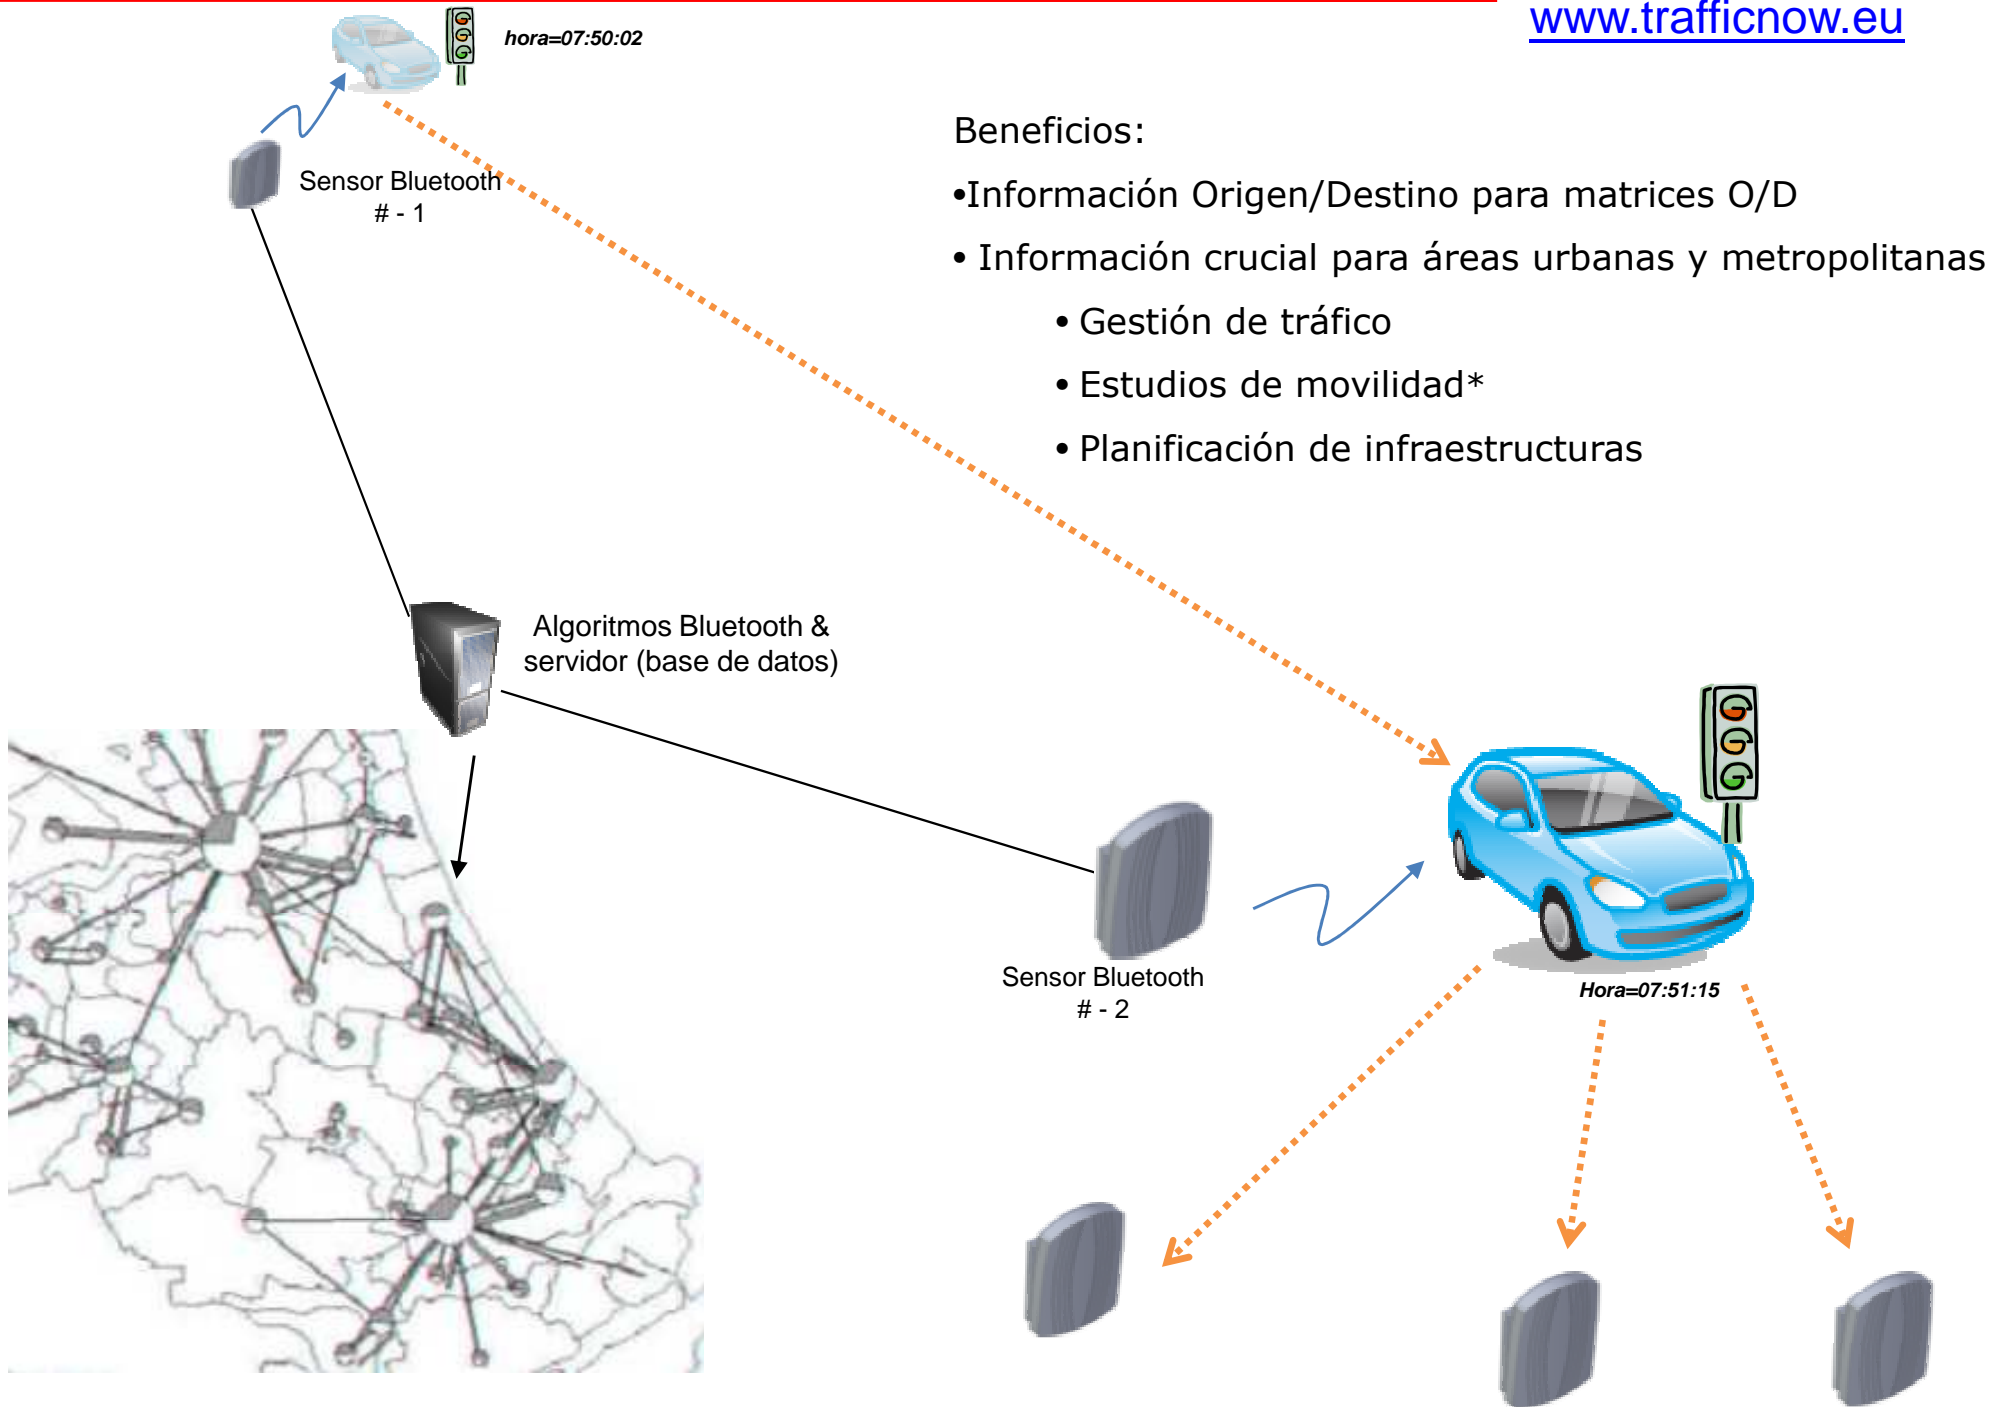 www.trafficnow.eu
hora=07:50:02
Sensor Bluetooth
# - 1
Beneficios:
•Información Origen/Destino para matrices O/D
• Información crucial para áreas urbanas y metropolitanas
• Gestión de tráfico
• Estudios de movilidad*
• Planificación de infraestructuras
Algoritmos Bluetooth &
servidor (base de datos)
Sensor Bluetooth
# - 2
Hora=07:51:15